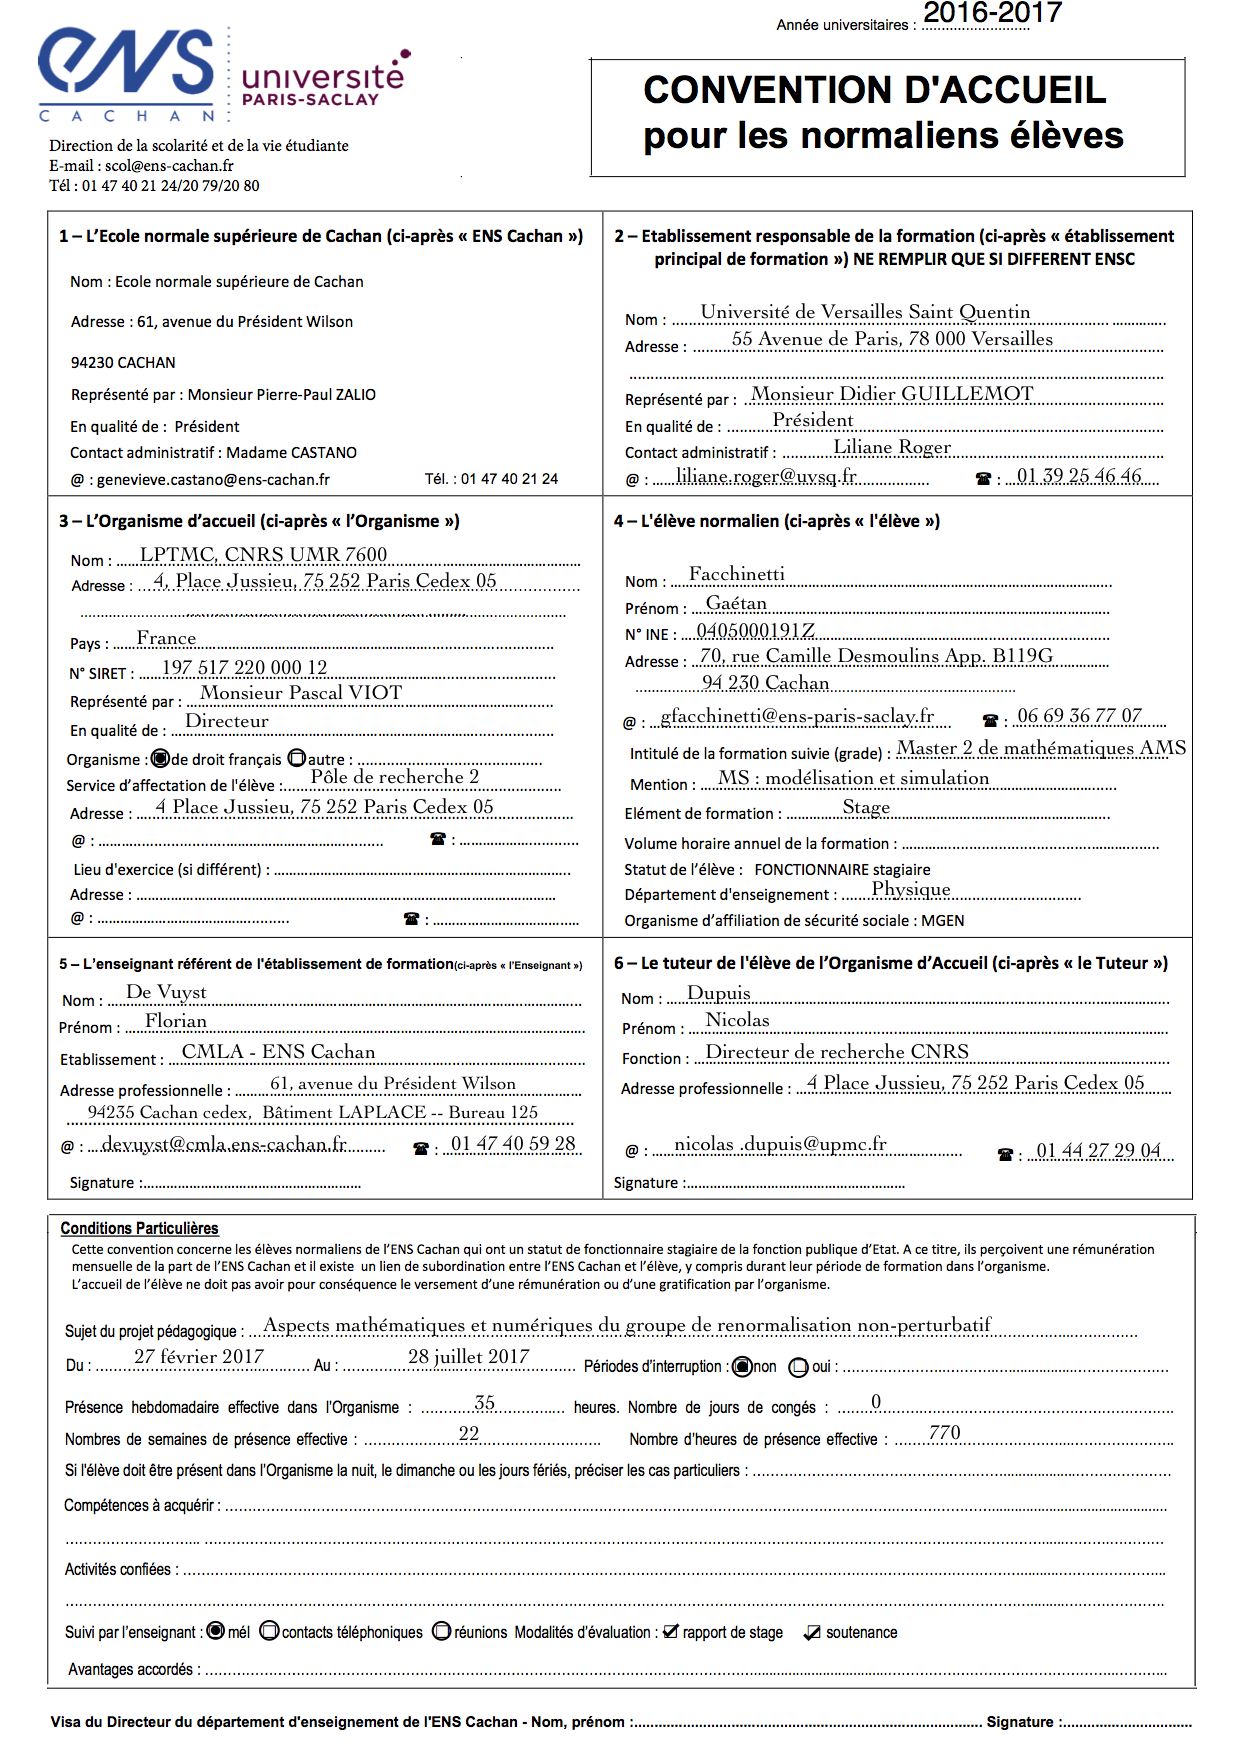 Année universitaires : 2016-2017
ens
CACHAN
université
PARIS-SACLAY
CONVENTION D'ACCUEIL
pour les normaliens élèves
Direction de la scolarité et de la vie étudiante
E-mail : scol@ens-cachan.fr
Tél : 01 47 40 21 24/20 79/20 80
1 – L'Ecole normale supérieure de Cachan (ci-après « ENS Cachan »)
Nom : Ecole normale supérieure de Cachan
Adresse : 61, avenue du Président Wilson
94230 CACHAN
Représenté par : Monsieur Pierre-Paul ZALIO
En qualité de : Président
Contact administratif : Madame CASTANO
@ : genevieve.castano@ens-cachan.fr Tél. : 01 47 40 21 24
2 – Etablissement responsable de la formation (ci-après « établissement
principal de formation ») NE REMPLIR QUE SI DIFFERENT ENSC
Nom : Université de Versailles Saint Quentin
Adresse : 55 Avenue de Paris, 78 000 Versailles
Représenté par : Monsieur Didier GUILLEMOT
En qualité de : Président
Contact administratif : Liliane Roger
@ : liliane.roger@uvsq.fr ☎ : 01 39 25 46 46
3 – L'Organisme d'accueil (ci-après « l'Organisme »)
Nom : LPTMC, CNRS UMR 7600
Adresse : 4, Place Jussieu, 75 252 Paris Cedex 05
Pays : France
N° SIRET : 197 517 220 000 12
Représenté par : Monsieur Pascal VIOT
En qualité de : Directeur
Organisme : de droit français autre :
Service d'affectation de l'élève : Pôle de recherche 2
Adresse : 4 Place Jussieu, 75 252 Paris Cedex 05
@ : ☎ :
Lieu d'exercice (si différent) :
Adresse :
@ : ☎ :
4 – L'élève normalien (ci-après « l'élève »)
Nom : Facchinetti
Prénom : Gaétan
N° INE : 0405000191Z
Adresse : 70, rue Camille Desmoulins App. B119G
94 230 Cachan
@ : gfacchinetti@ens-paris-saclay.fr ☎ : 06 69 36 77 07
Intitulé de la formation suivie (grade) : Master 2 de mathématiques AMS
Mention : MS : modélisation et simulation
Elément de formation : Stage
Volume horaire annuel de la formation :
Statut de l'élève : FONCTIONNAIRE stagiaire
Département d'enseignement : Physique
Organisme d'affiliation de sécurité sociale : MGEN
5 – L'enseignant référent de l'établissement de formation(ci-après « l'Enseignant »)
Nom : De Vuyst
Prénom : Florian
Etablissement : CMLA - ENS Cachan
Adresse professionnelle : 61, avenue du Président Wilson
94235 Cachan cedex, Bâtiment LAPLACE -- Bureau 125
@ : devuyst@cmla.ens-cachan.fr ☎ : 01 47 40 59 28
Signature :
6 – Le tuteur de l'élève de l'Organisme d'Accueil (ci-après « le Tuteur »)
Nom : Dupuis
Prénom : Nicolas
Fonction : Directeur de recherche CNRS
Adresse professionnelle : 4 Place Jussieu, 75 252 Paris Cedex 05
@ : nicolas .dupuis@upmc.fr ☎ : 01 44 27 29 04
Signature :
Conditions Particulières
Cette convention concerne les élèves normaliens de l'ENS Cachan qui ont un statut de fonctionnaire stagiaire de la fonction publique d'Etat. A ce titre, ils perçoivent une rémunération
mensuelle de la part de l'ENS Cachan et il existe un lien de subordination entre l'ENS Cachan et l'élève, y compris durant leur période de formation dans l'organisme.
L'accueil de l'élève ne doit pas avoir pour conséquence le versement d'une rémunération ou d'une gratification par l'organisme.
Sujet du projet pédagogique : Aspects mathématiques et numériques du groupe de renormalisation non-perturbatif
Du : 27 février 2017 Au : 28 juillet 2017 Périodes d'interruption : non oui :
Présence hebdomadaire effective dans l'Organisme : 35 heures. Nombre de jours de congés : 0
Nombres de semaines de présence effective : 22 Nombre d'heures de présence effective : 770
Si l'élève doit être présent dans l'Organisme la nuit, le dimanche ou les jours fériés, préciser les cas particuliers :
Compétences à acquérir :
Activités confiées :
Suivi par l'enseignant : mél contacts téléphoniques réunions Modalités d'évaluation : rapport de stage soutenance
Avantages accordés :
Visa du Directeur du département d'enseignement de l'ENS Cachan - Nom, prénom : Signature :